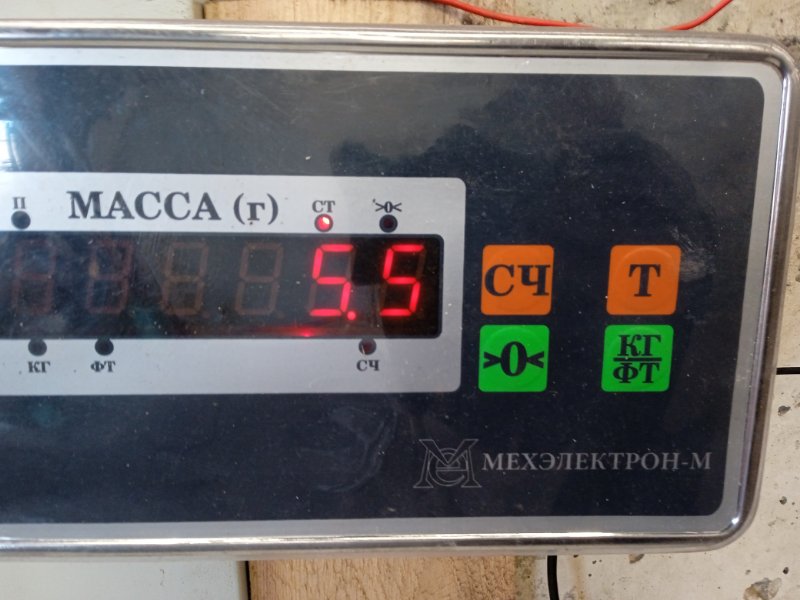 П МАССА (г) СТ >0<
5.5
КГ ФТ СЧ
СЧ Т
>0< КГ
ФТ
МЕХЭЛЕКТРОН-М